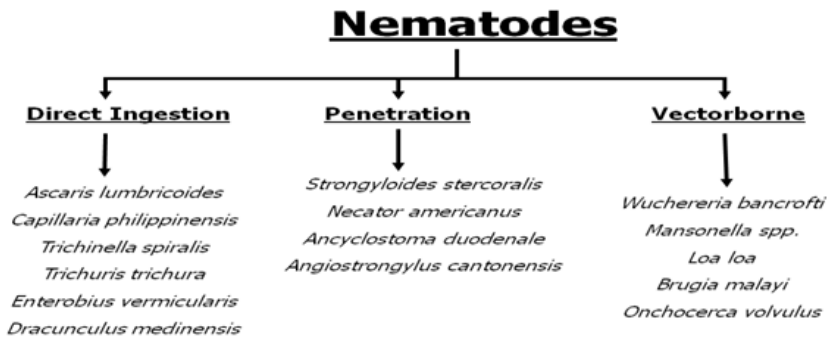 Nematodes
Direct Ingestion
Ascaris lumbricoides
Capillaria philippinensis
Trichinella spiralis
Trichuris trichura
Enterobius vermicularis
Dracunculus medinensis
Penetration
Strongyloides stercoralis
Necator americanus
Ancyclostoma duodenale
Angiostrongylus cantonensis
Vectorborne
Wuchereria bancrofti
Mansonella spp.
Loa loa
Brugia malayi
Onchocerca volvulus